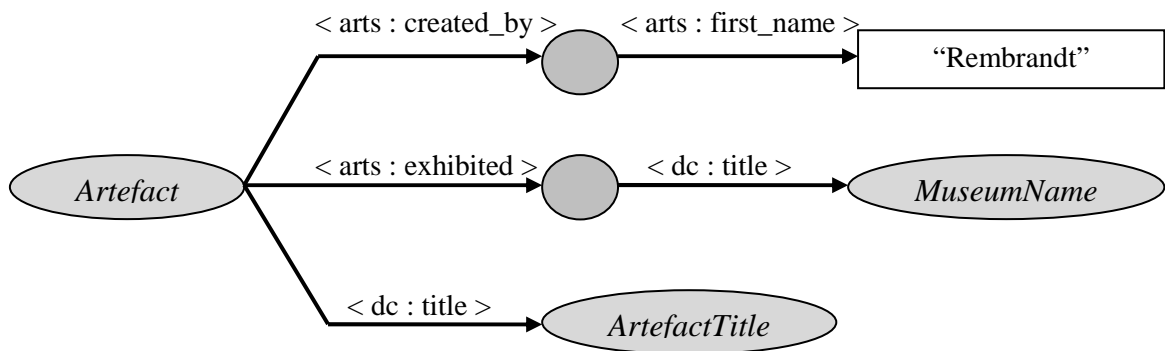 < arts : created_by > < arts : first_name >
“Rembrandt”
< arts : exhibited > < dc : title >
Artefact
MuseumName
< dc : title >
ArtefactTitle